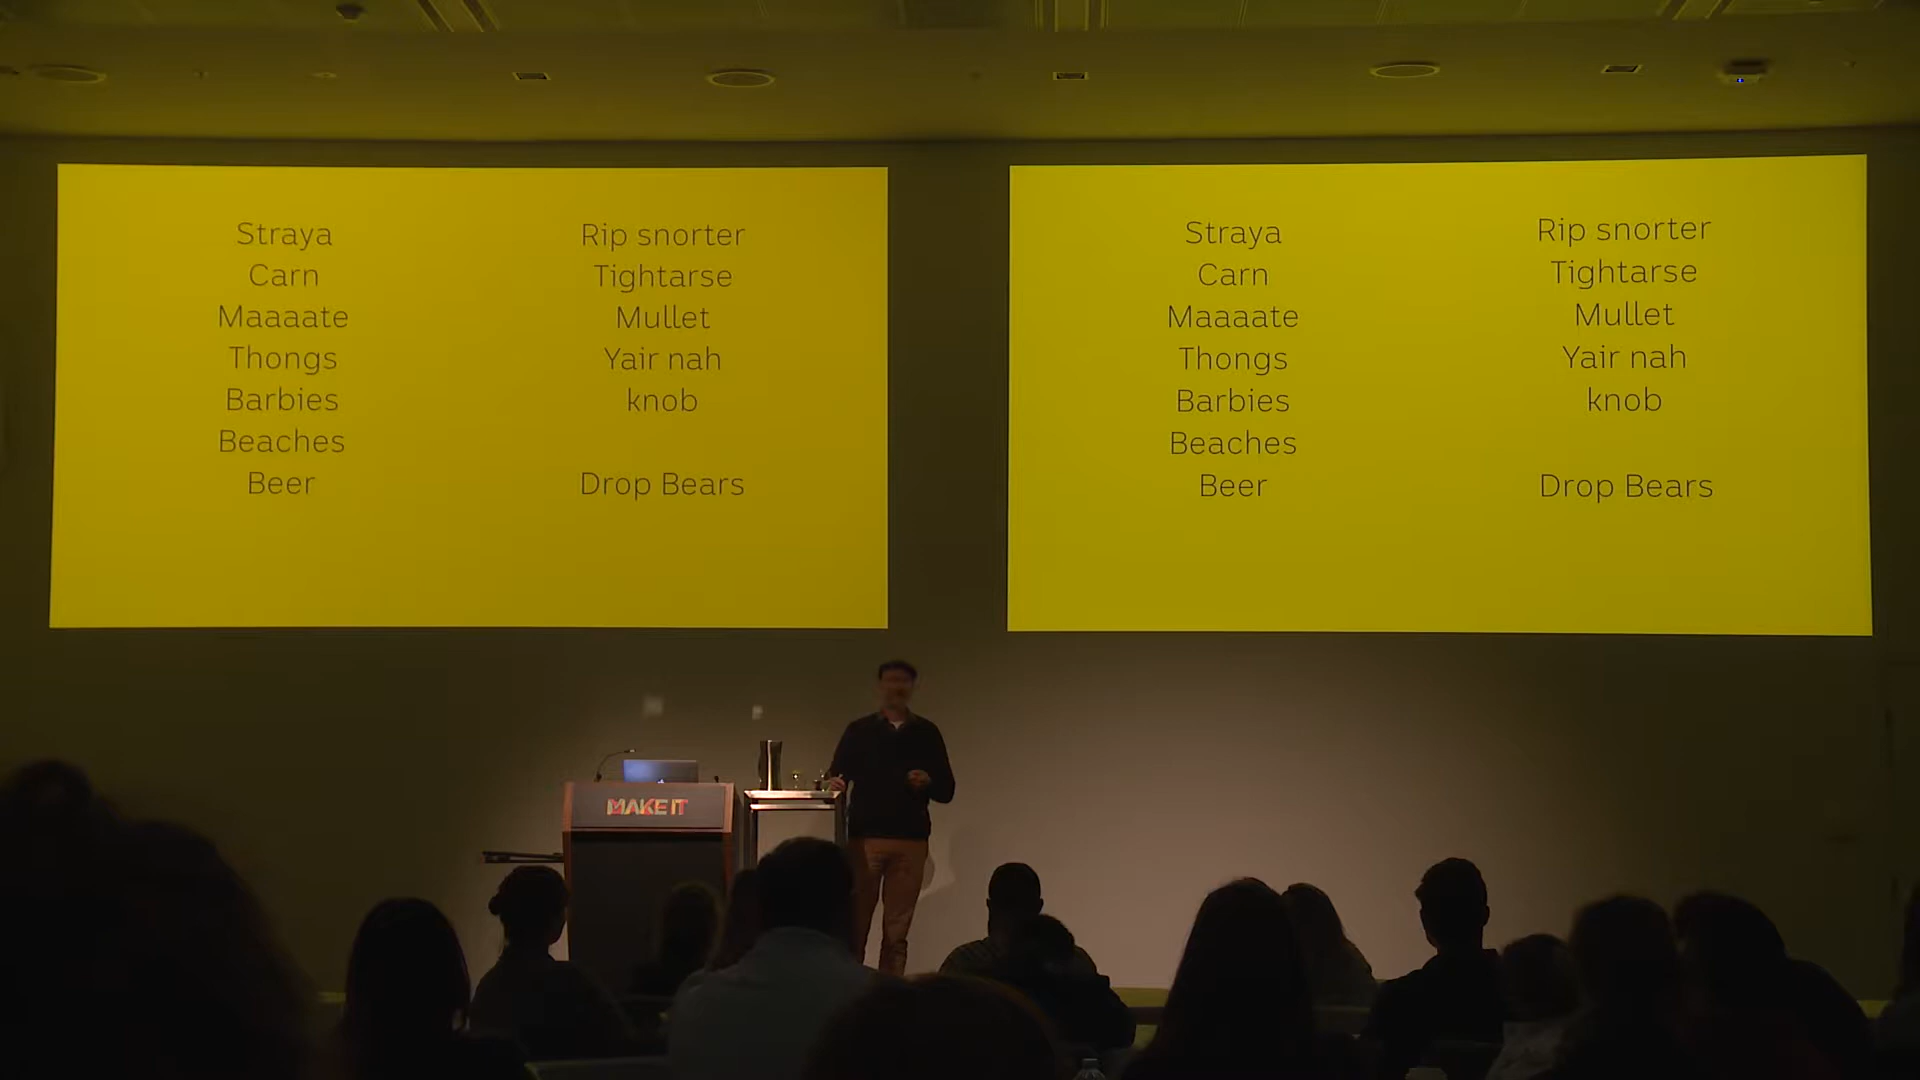 Straya
Carn
Maaaate
Thongs
Barbies
Beaches
Beer
Rip snorter
Tightarse
Mullet
Yair nah
knob
Drop Bears
Straya
Carn
Maaaate
Thongs
Barbies
Beaches
Beer
Rip snorter
Tightarse
Mullet
Yair nah
knob
Drop Bears
MAKE IT